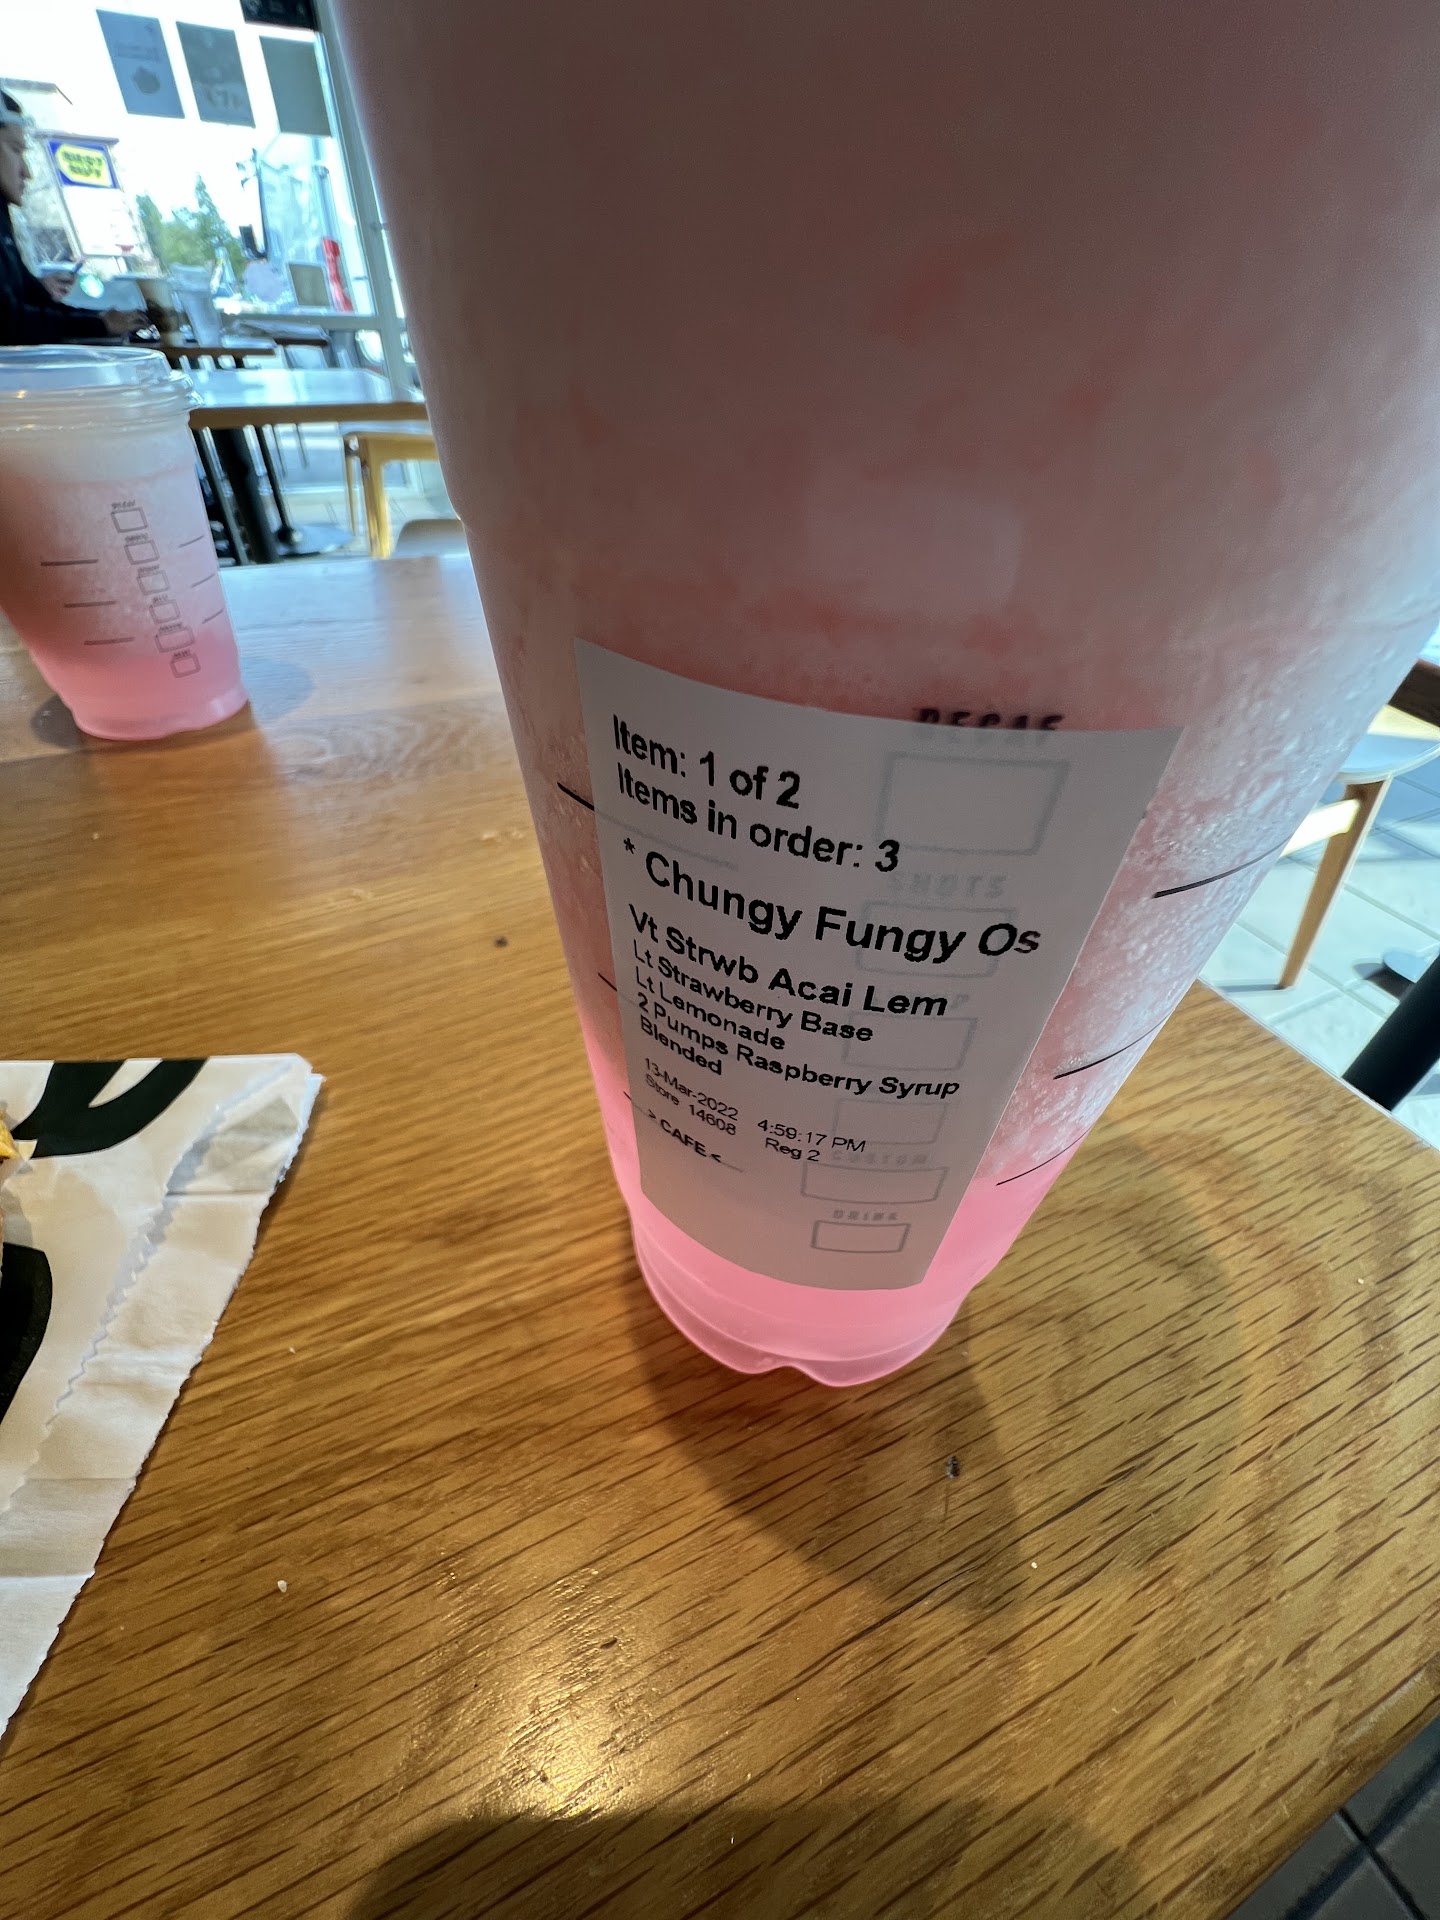 BEST
BUY
DECAF
Item: 1 of 2
Items in order: 3
SHOTS
* Chungy Fungy Os
Vt Strwb Acai Lem
Lt Strawberry Base
Lt Lemonade
2 Pumps Raspberry Syrup
Blended
13-Mar-2022 4:59:17 PM
Store 14608 Reg 2
> CAFE <
CUSTOM
DRINK